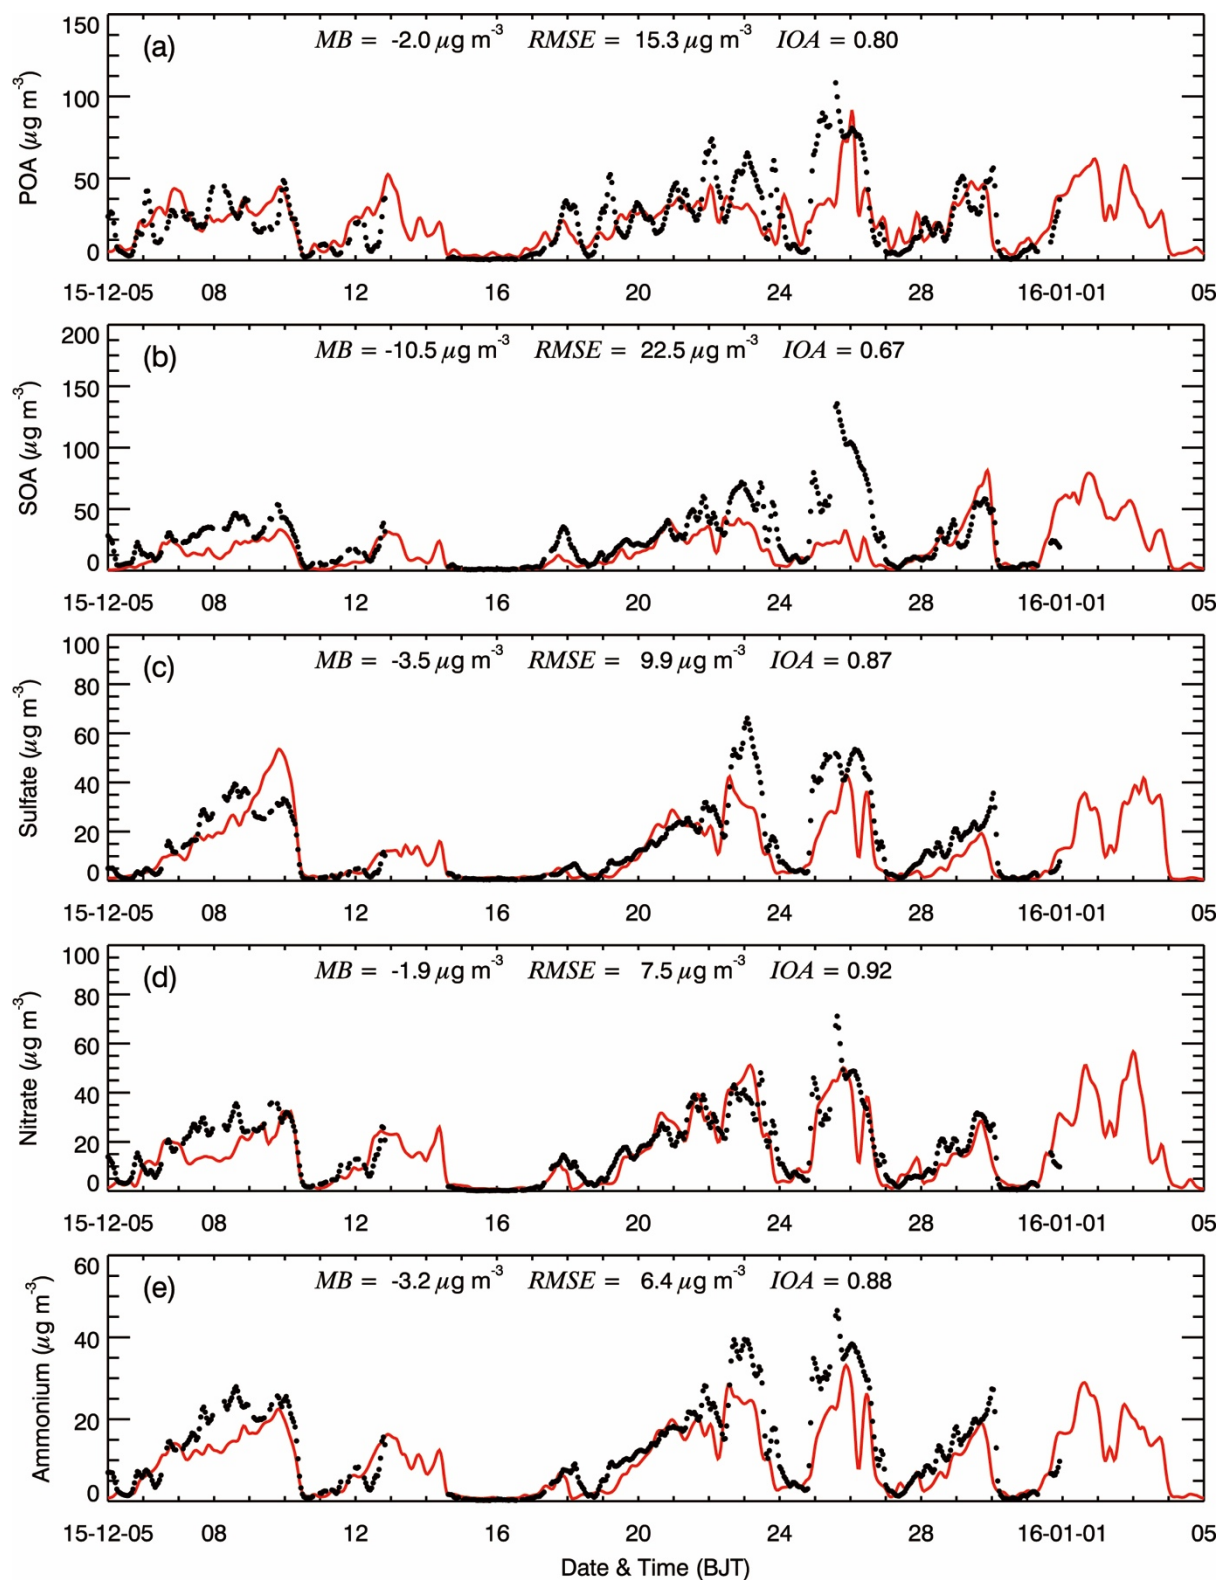 (a) MB = -2.0 μg m-3 RMSE = 15.3 μg m-3 IOA = 0.80
POA (μg m-3)
150
100
50
0
15-12-05 08 12 16 20 24 28 16-01-01 05
(b) MB = -10.5 μg m-3 RMSE = 22.5 μg m-3 IOA = 0.67
SOA (μg m-3)
200
150
100
50
0
15-12-05 08 12 16 20 24 28 16-01-01 05
(c) MB = -3.5 μg m-3 RMSE = 9.9 μg m-3 IOA = 0.87
Sulfate (μg m-3)
100
80
60
40
20
0
15-12-05 08 12 16 20 24 28 16-01-01 05
(d) MB = -1.9 μg m-3 RMSE = 7.5 μg m-3 IOA = 0.92
Nitrate (μg m-3)
100
80
60
40
20
0
15-12-05 08 12 16 20 24 28 16-01-01 05
(e) MB = -3.2 μg m-3 RMSE = 6.4 μg m-3 IOA = 0.88
Ammonium (μg m-3)
60
40
20
0
15-12-05 08 12 16 20 24 28 16-01-01 05
Date & Time (BJT)